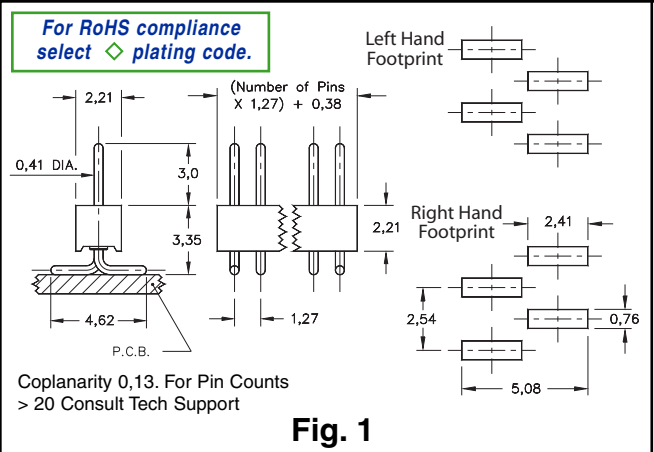 For RoHS compliance
select ◇ plating code.
2,21
(Number of Pins
X 1,27) + 0,38
0,41 DIA.
3,0
3,35
2,21
4,62
1,27
P.C.B.
Coplanarity 0,13. For Pin Counts
> 20 Consult Tech Support
Left Hand
Footprint
Right Hand
Footprint
2,41
2,54
0,76
5,08
Fig. 1